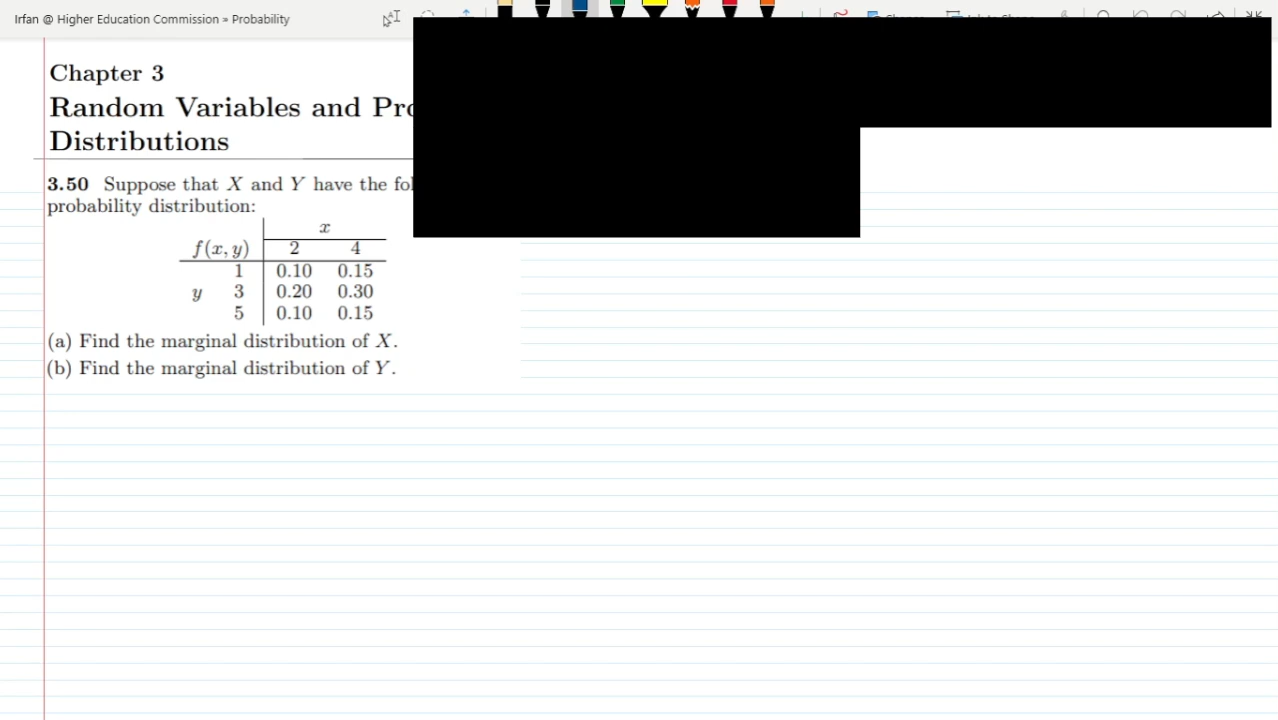 Irfan @ Higher Education Commission » Probability
Chapter 3
Random Variables and
Distributions
3.50 Suppose that X and Y have the
probability distribution:
x
f(x, y) 2 4
1 0.10 0.15
y 3 0.20 0.30
5 0.10 0.15
(a) Find the marginal distribution of X.
(b) Find the marginal distribution of Y.